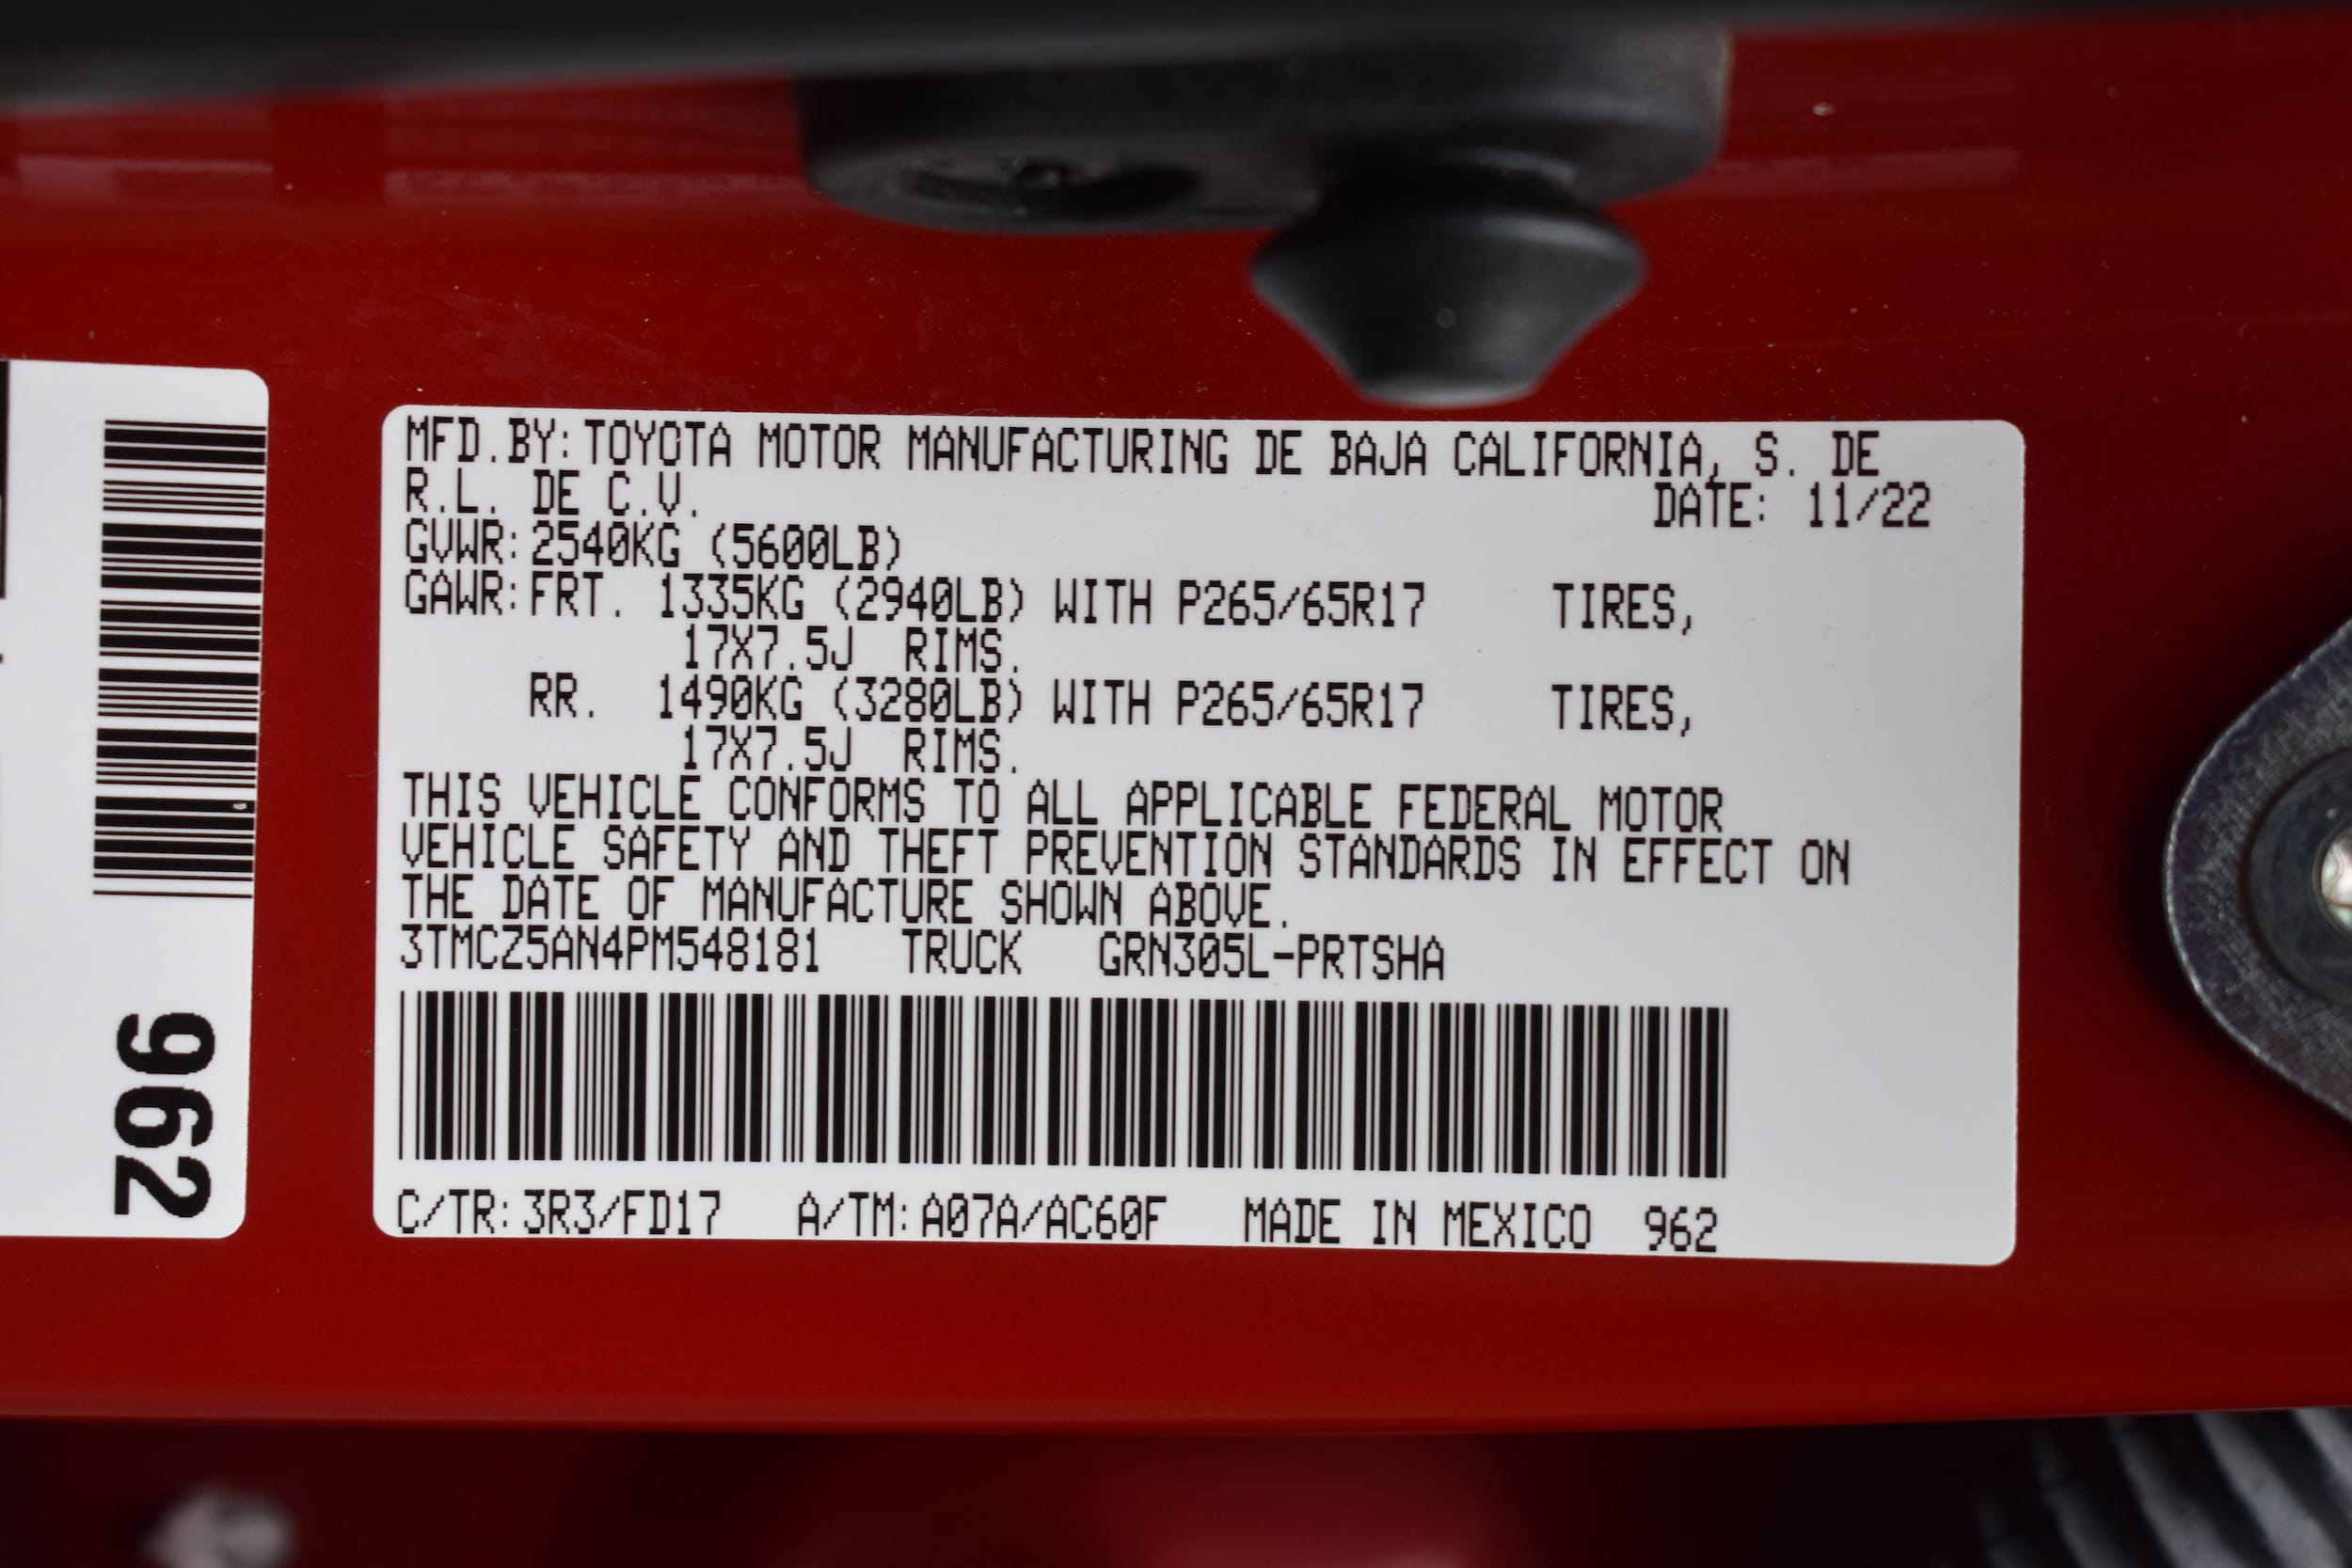 MFD.BY:TOYOTA MOTOR MANUFACTURING DE BAJA CALIFORNIA, S. DE
R.L. DE C.V. DATE: 11/22
GVWR:2540KG (5600LB)
GAWR:FRT. 1335KG (2940LB) WITH P265/65R17 TIRES,
17X7.5J RIMS.
RR. 1490KG (3280LB) WITH P265/65R17 TIRES,
17X7.5J RIMS.
THIS VEHICLE CONFORMS TO ALL APPLICABLE FEDERAL MOTOR
VEHICLE SAFETY AND THEFT PREVENTION STANDARDS IN EFFECT ON
THE DATE OF MANUFACTURE SHOWN ABOVE.
3TMCZ5AN4PM548181 TRUCK GRN305L-PRTSHA
C/TR:3R3/FD17 A/TM:A07A/AC60F MADE IN MEXICO 962
962